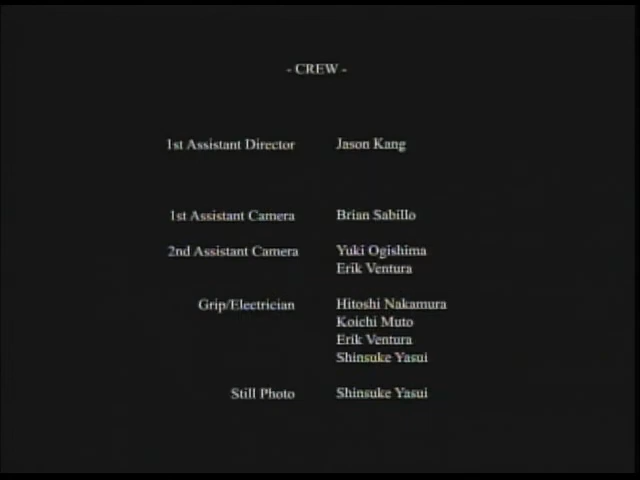 - CREW -
1st Assistant Director Jason Kang
1st Assistant Camera Brian Sabillo
2nd Assistant Camera Yuki Ogishima
Erik Ventura
Grip/Electrician Hitoshi Nakamura
Koichi Muto
Erik Ventura
Shinsuke Yasui
Still Photo Shinsuke Yasui